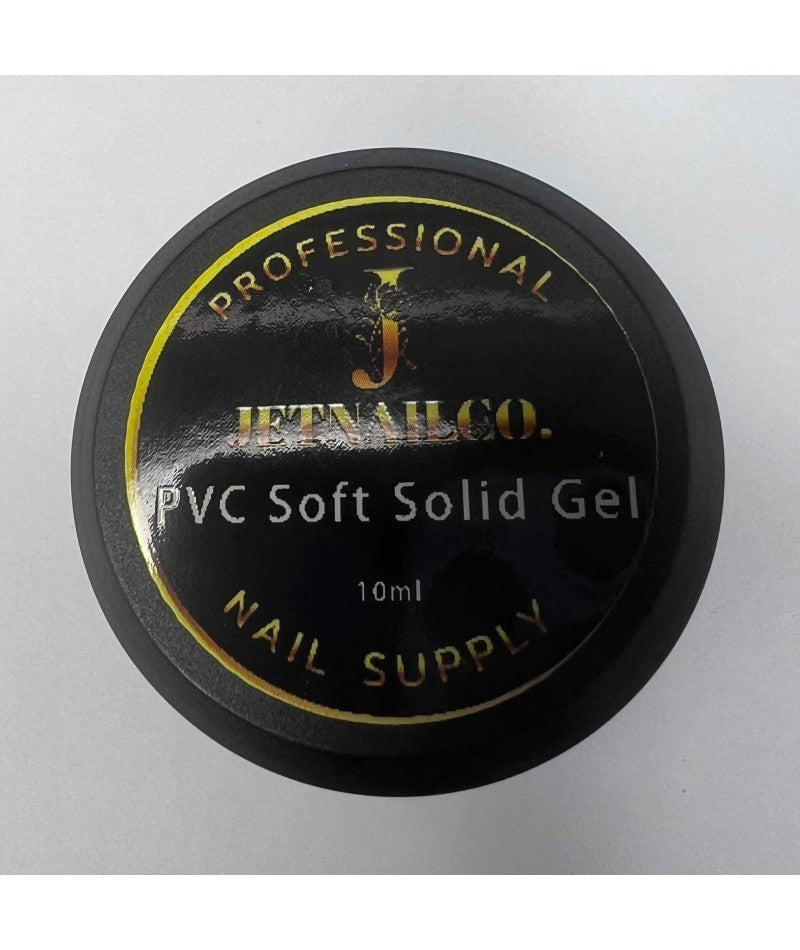 PROFESSIONAL
J
JETNAILCO.
PVC Soft Solid Gel
10ml
NAIL SUPPLY